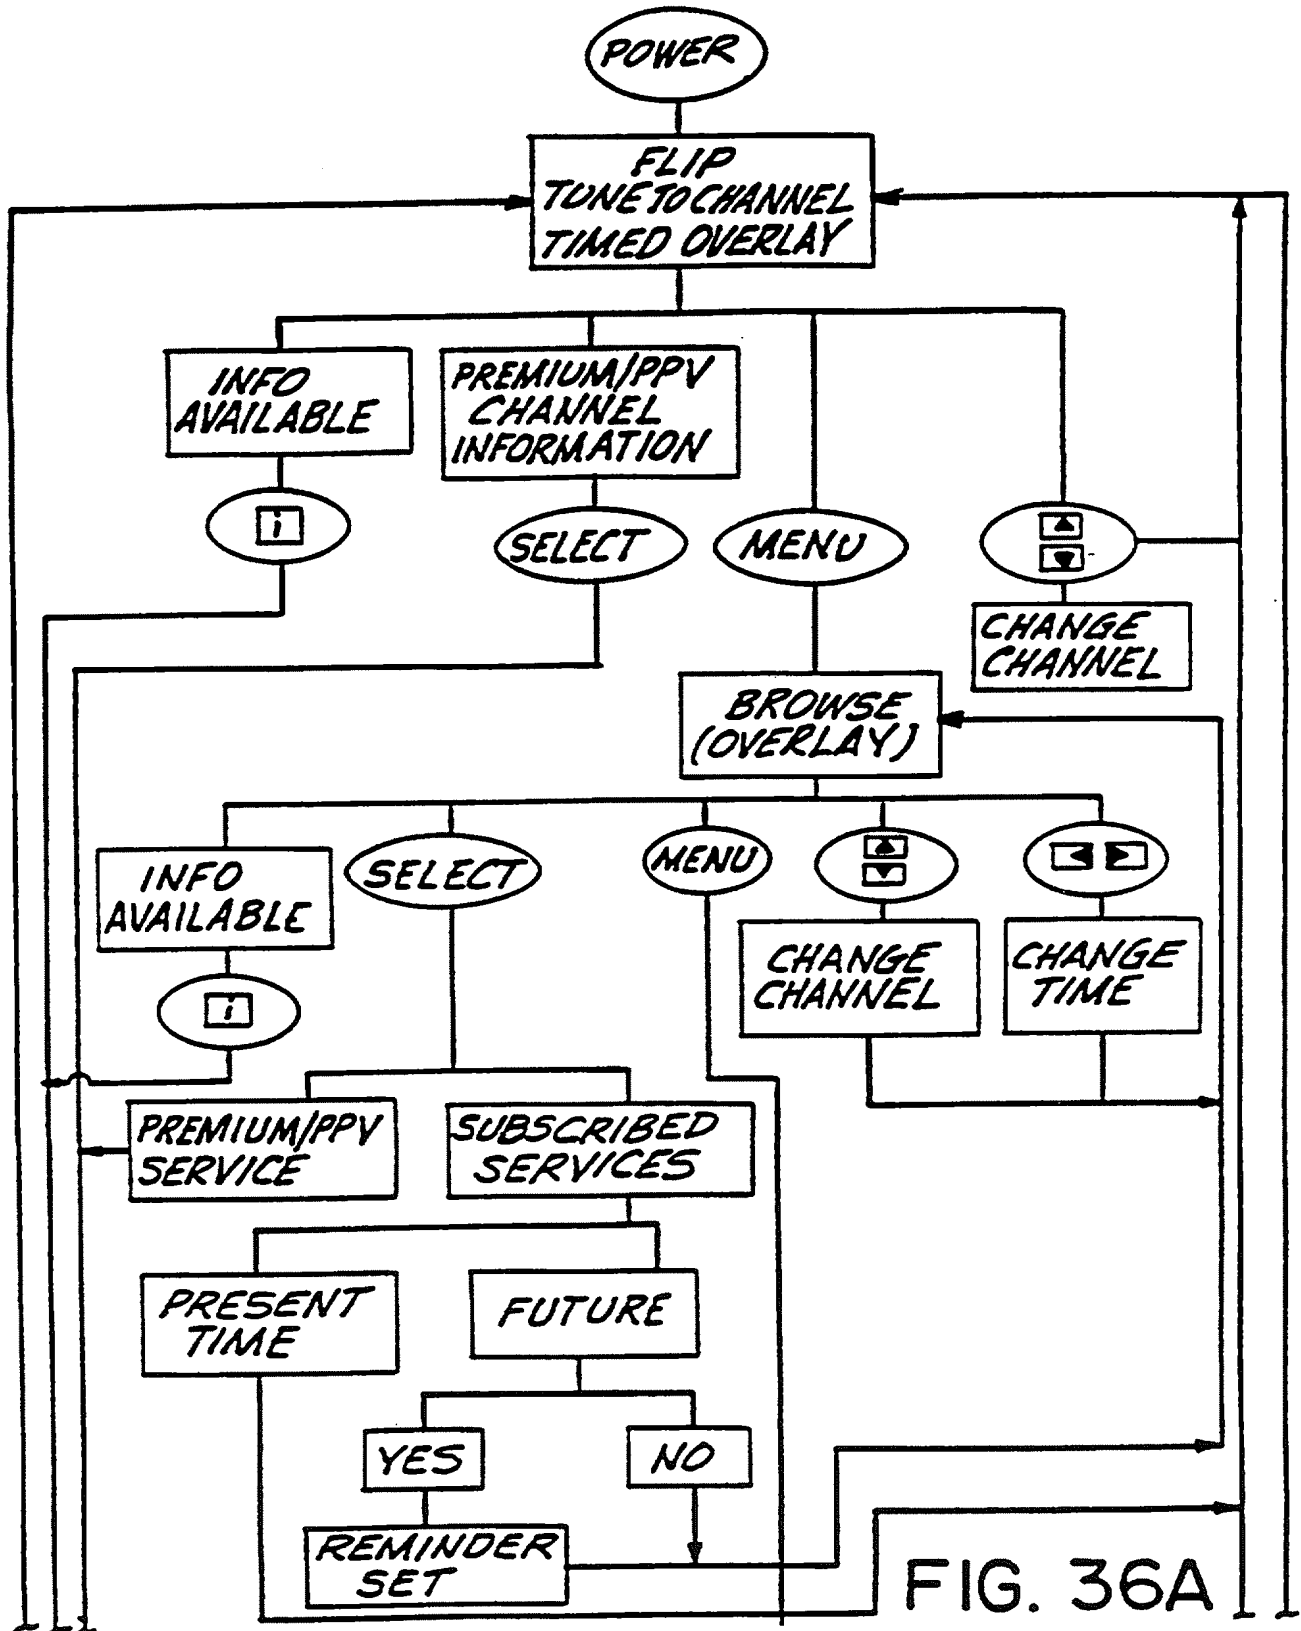 POWER
FLIP
TUNE TO CHANNEL
TIMED OVERLAY
INFO
AVAILABLE
PREMIUM/PPV
CHANNEL
INFORMATION
i
SELECT
MENU
CHANGE
CHANNEL
BROWSE
(OVERLAY)
INFO
AVAILABLE
SELECT
MENU
i
CHANGE
CHANNEL
CHANGE
TIME
PREMIUM/PPV
SERVICE
SUBSCRIBED
SERVICES
PRESENT
TIME
FUTURE
YES
NO
REMINDER
SET
FIG. 36A